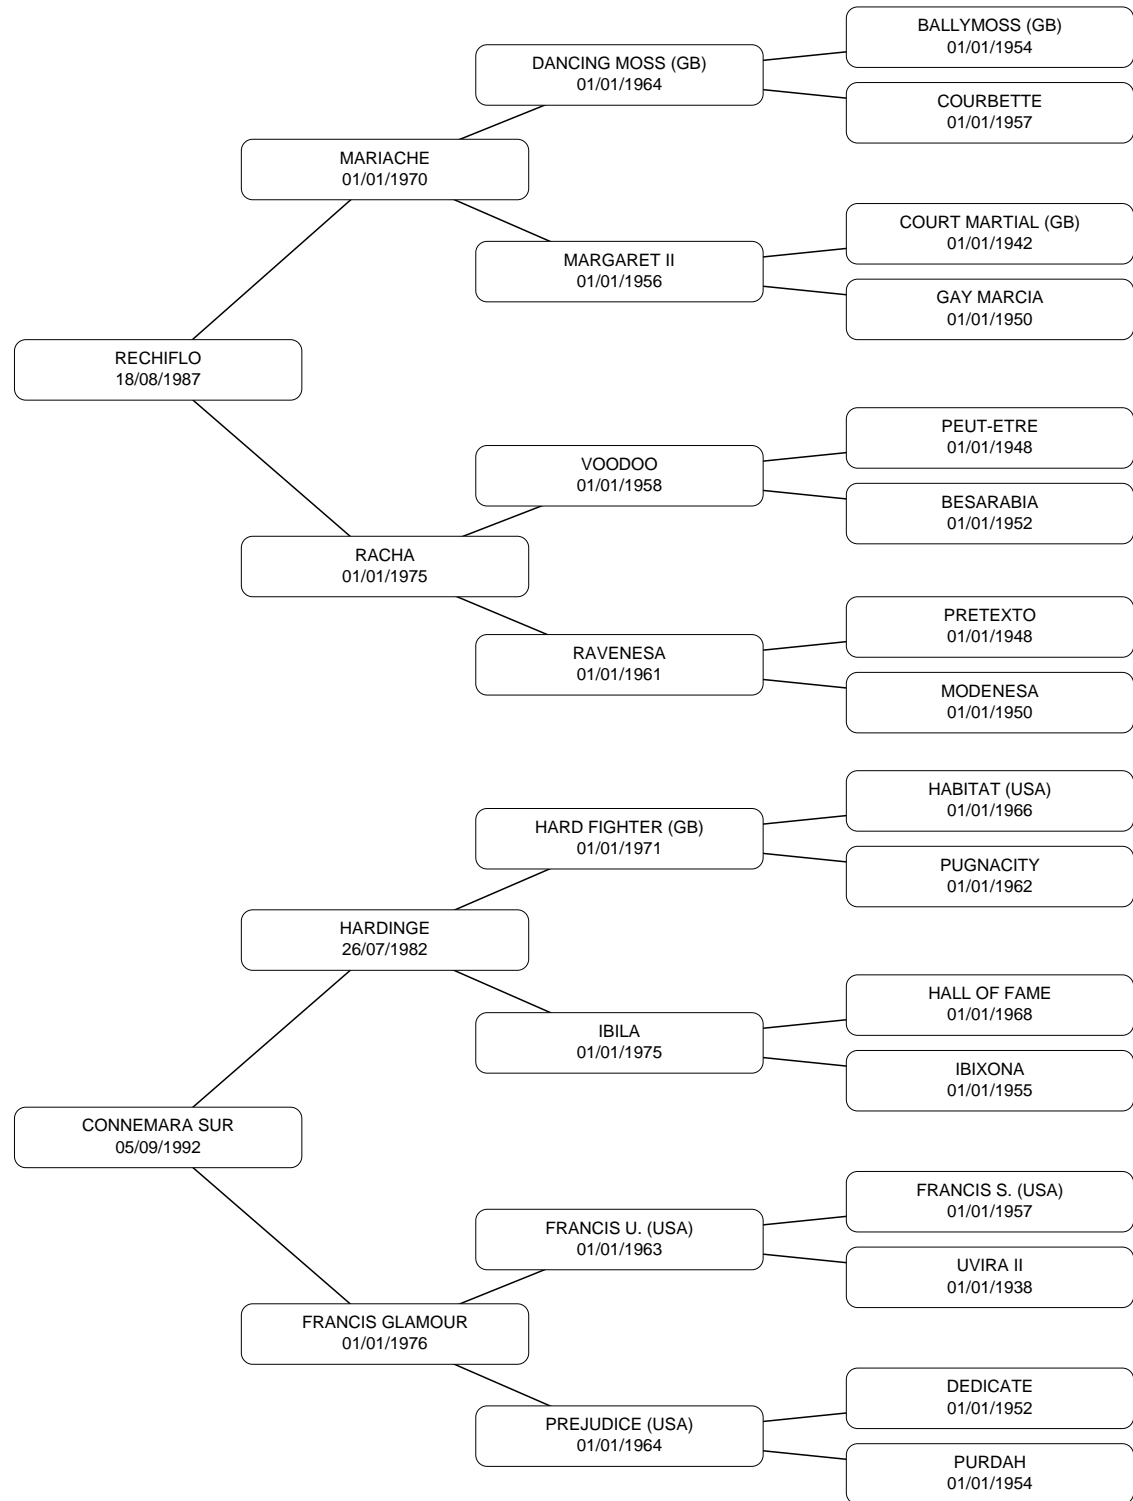 BALLYMOSS (GB)
01/01/1954
DANCING MOSS (GB)
01/01/1964
COURBETTE
01/01/1957
MARIACHE
01/01/1970
COURT MARTIAL (GB)
01/01/1942
MARGARET II
01/01/1956
GAY MARCIA
01/01/1950
RECHIFLO
18/08/1987
PEUT-ETRE
01/01/1948
VOODOO
01/01/1958
BESARABIA
01/01/1952
RACHA
01/01/1975
PRETEXTO
01/01/1948
RAVENESA
01/01/1961
MODENESA
01/01/1950
HABITAT (USA)
01/01/1966
HARD FIGHTER (GB)
01/01/1971
PUGNACITY
01/01/1962
HARDINGE
26/07/1982
HALL OF FAME
01/01/1968
IBILA
01/01/1975
IBIXONA
01/01/1955
CONNEMARA SUR
05/09/1992
FRANCIS S. (USA)
01/01/1957
FRANCIS U. (USA)
01/01/1963
UVIRA II
01/01/1938
FRANCIS GLAMOUR
01/01/1976
DEDICATE
01/01/1952
PREJUDICE (USA)
01/01/1964
PURDAH
01/01/1954